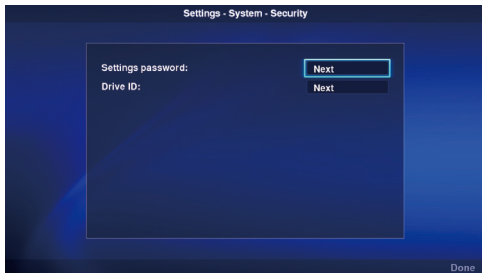 Settings - System - Security
Settings password: Next
Drive ID: Next
Done